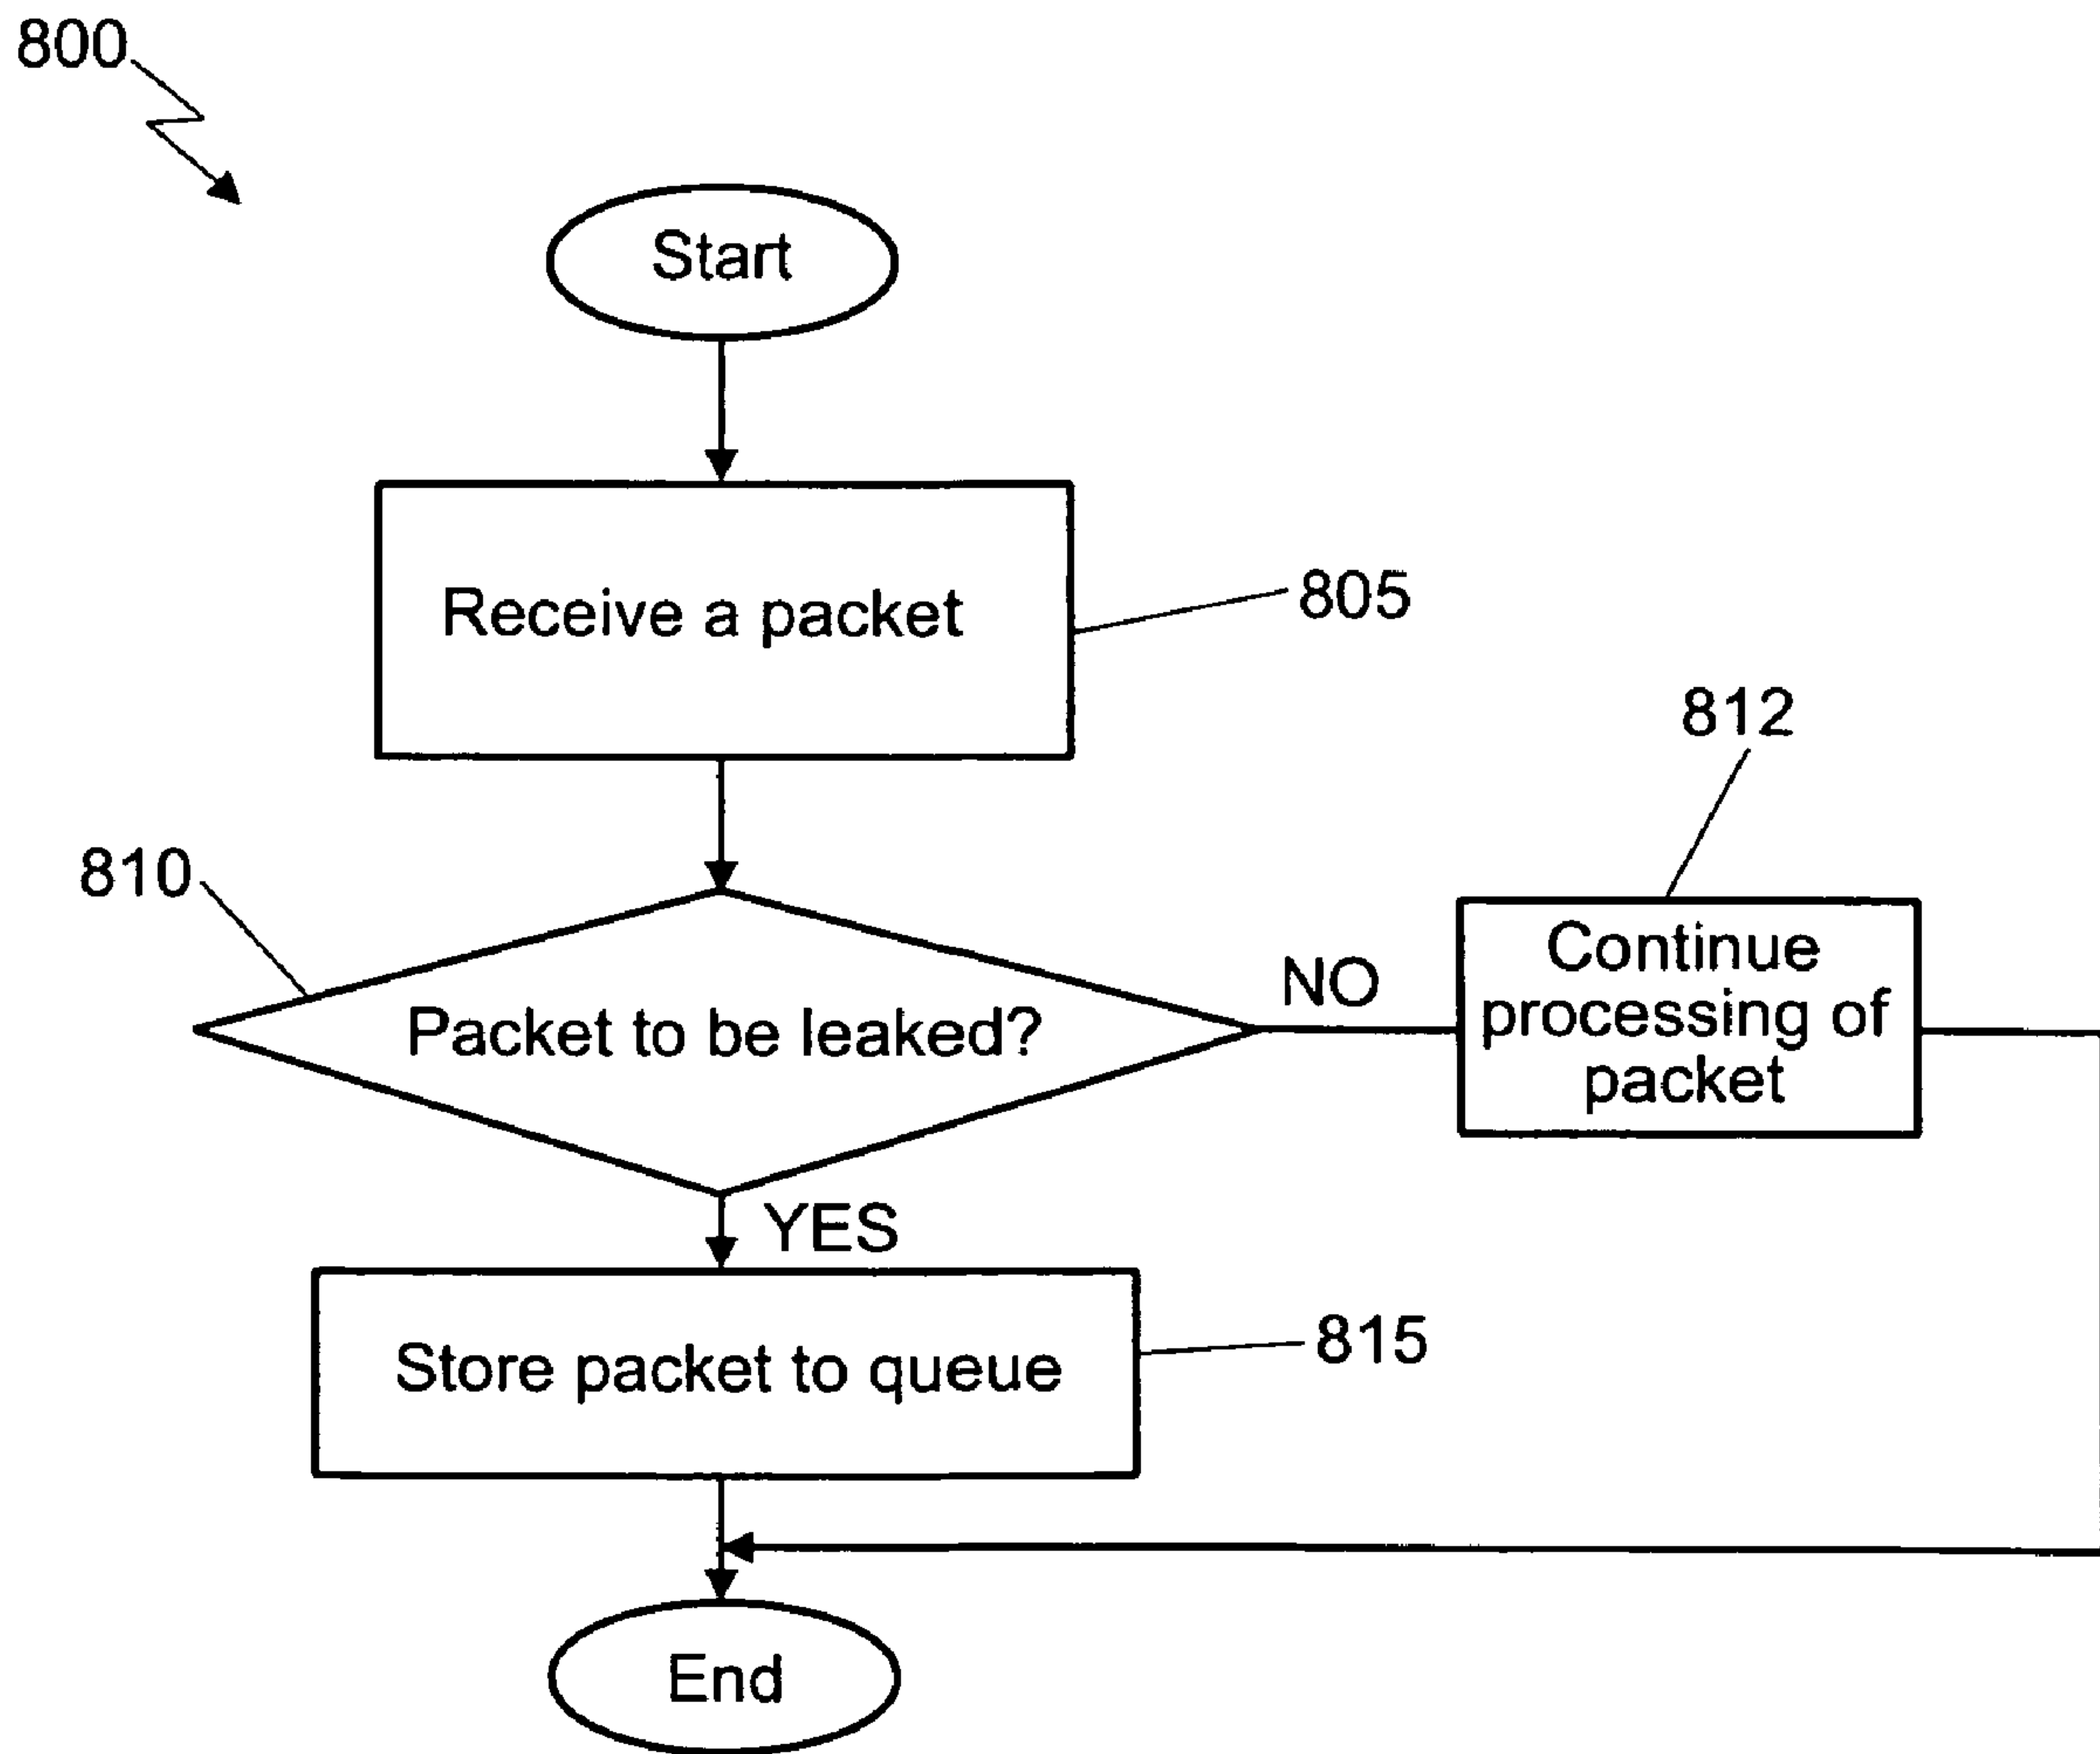 800
Start
Receive a packet
805
812
810
Packet to be leaked?
NO
Continue
processing of
packet
YES
Store packet to queue
815
End